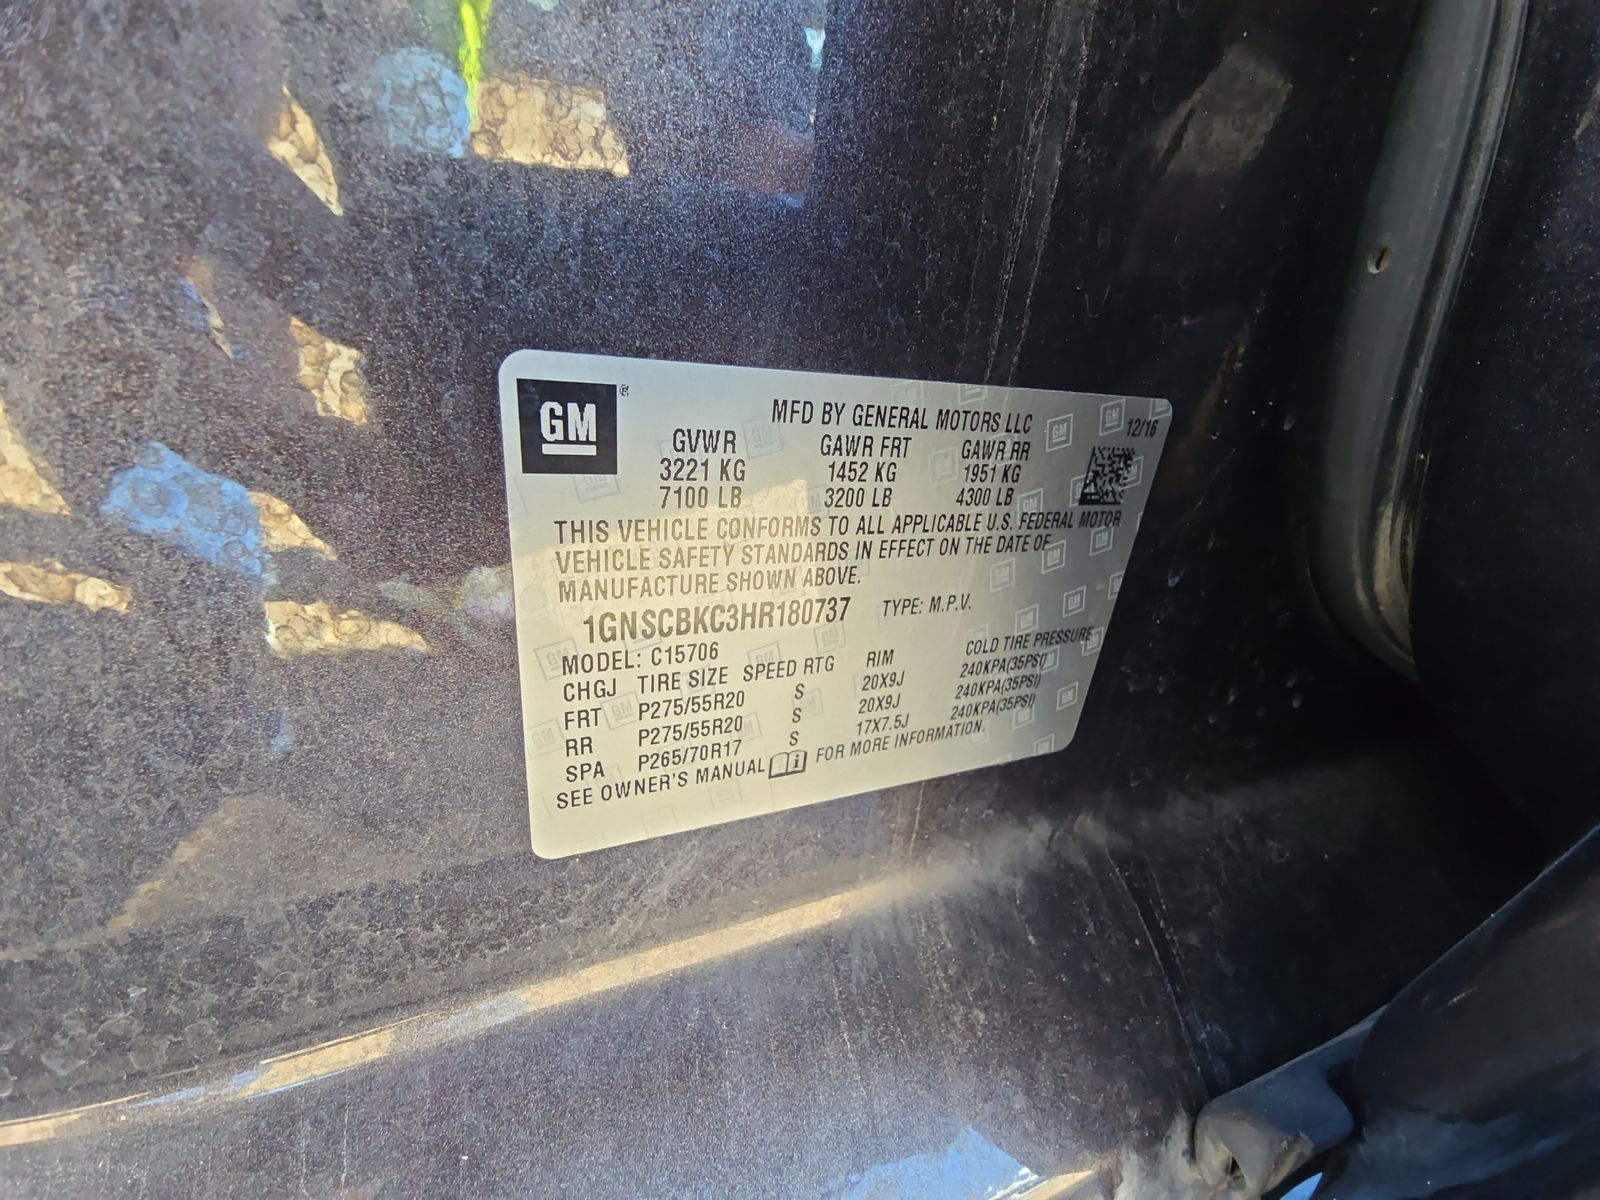 GM ®
MFD BY GENERAL MOTORS LLC 12/16
GVWR GAWR FRT GAWR RR
3221 KG 1452 KG 1951 KG
7100 LB 3200 LB 4300 LB
THIS VEHICLE CONFORMS TO ALL APPLICABLE U.S. FEDERAL MOTOR
VEHICLE SAFETY STANDARDS IN EFFECT ON THE DATE OF
MANUFACTURE SHOWN ABOVE.
1GNSCBKC3HR180737 TYPE: M.P.V.
MODEL: C15706
CHGJ TIRE SIZE SPEED RTG RIM COLD TIRE PRESSURE
FRT P275/55R20 S 20X9J 240KPA(35PSI)
RR P275/55R20 S 20X9J 240KPA(35PSI)
SPA P265/70R17 S 17X7.5J 240KPA(35PSI)
SEE OWNER'S MANUAL i FOR MORE INFORMATION.